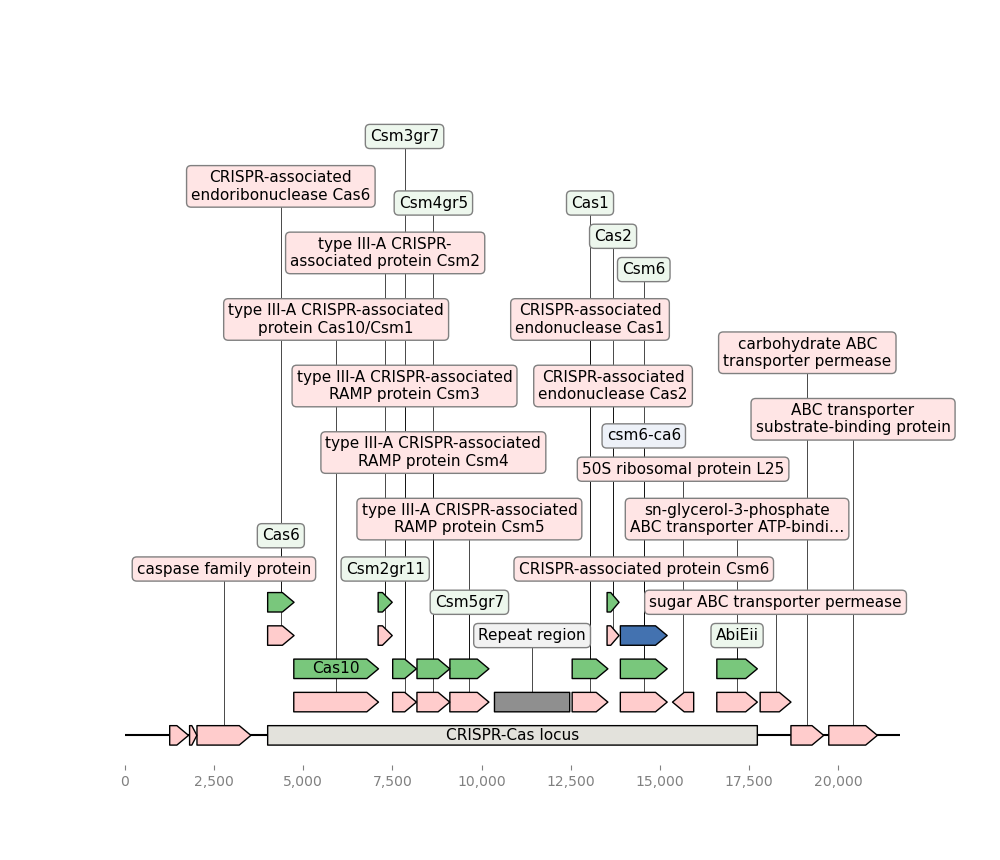 Csm3gr7
CRISPR-associated
endoribonuclease Cas6
Csm4gr5
Cas1
Cas2
type III-A CRISPR-
associated protein Csm2
Csm6
type III-A CRISPR-associated
protein Cas10/Csm1
CRISPR-associated
endonuclease Cas1
carbohydrate ABC
transporter permease
type III-A CRISPR-associated
RAMP protein Csm3
CRISPR-associated
endonuclease Cas2
ABC transporter
substrate-binding protein
type III-A CRISPR-associated
RAMP protein Csm4
csm6-ca6
50S ribosomal protein L25
type III-A CRISPR-associated
RAMP protein Csm5
sn-glycerol-3-phosphate
ABC transporter ATP-bindi...
Cas6
caspase family protein
Csm2gr11
CRISPR-associated protein Csm6
Csm5gr7
sugar ABC transporter permease
Repeat region
AbiEii
Cas10
CRISPR-Cas locus
0
2,500
5,000
7,500
10,000
12,500
15,000
17,500
20,000